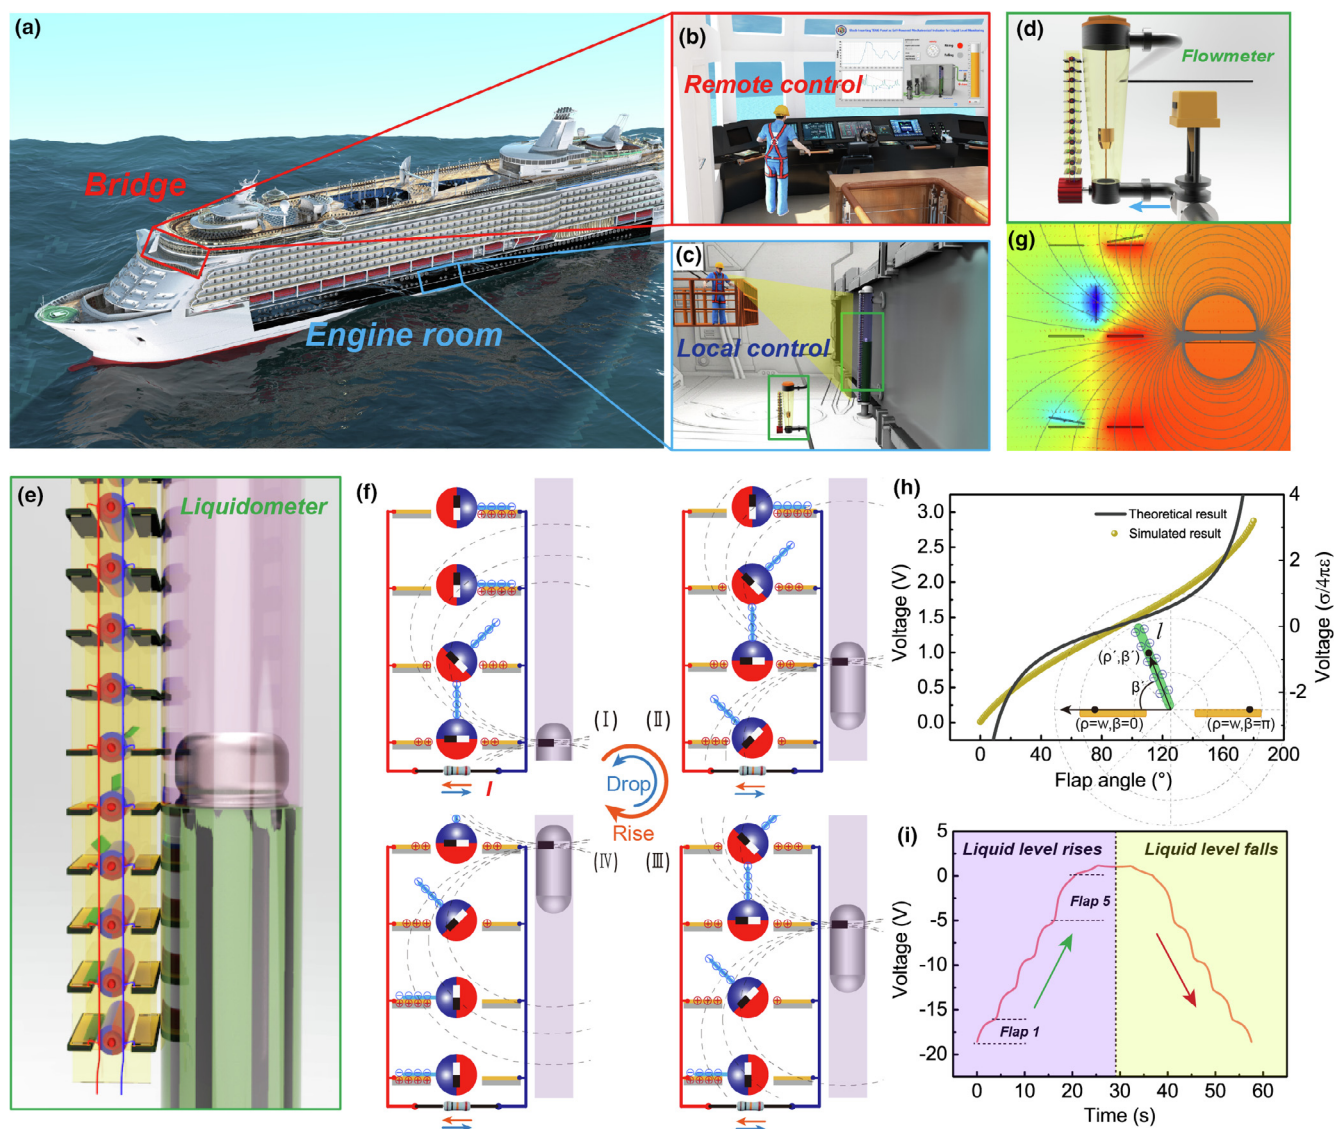 (a)
Bridge
Engine room
(b)
Remote control
(c)
Local control
(d)
Flowmeter
(g)
(e)
Liquidometer
(f)
(I)
(II)
Drop
I
Rise
(IV)
(III)
(h)
Theoretical result
Simulated result
Voltage (V)
3.0
2.5
2.0
1.5
1.0
0.5
0.0
0
40
80
120
160
200
Flap angle (°)
4
2
0
-2
Voltage (σ/4πε)
l
(ρ´,β´)
β´
(ρ=w,β=0)
(ρ=w,β=π)
(i)
Liquid level rises
Liquid level falls
Flap 5
Flap 1
Voltage (V)
5
0
-5
-10
-15
-20
0
10
20
30
40
50
60
Time (s)